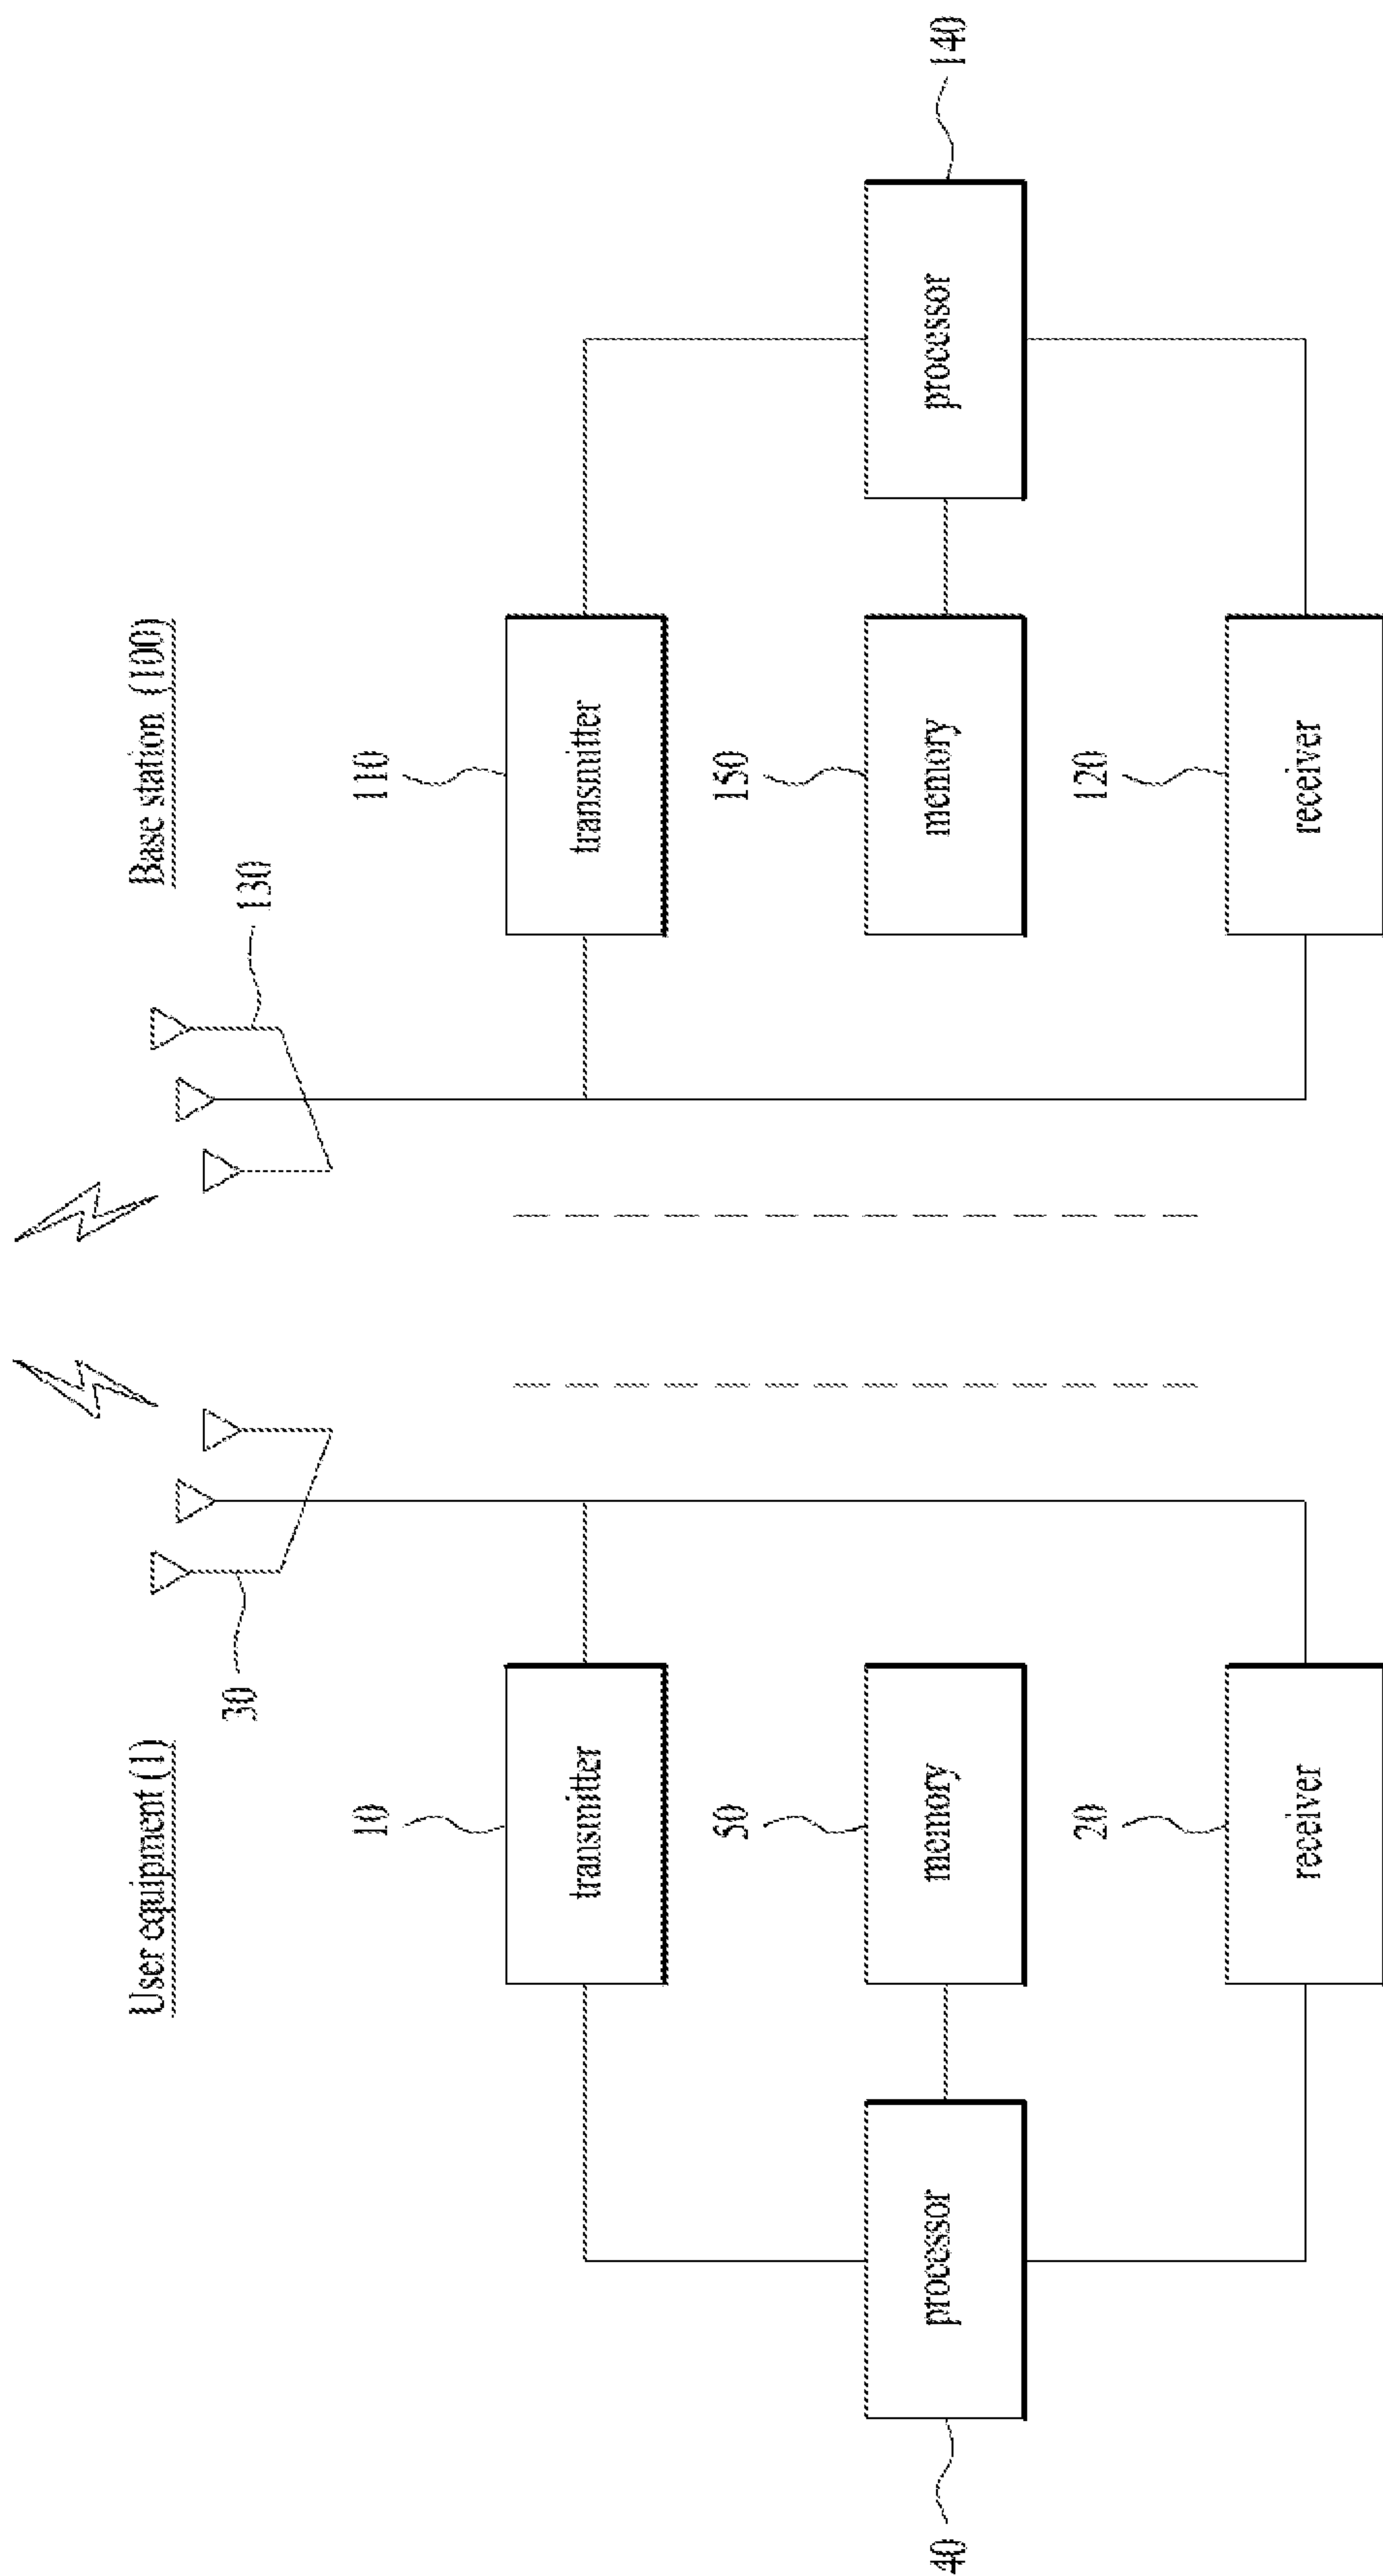 User equipment (1)
Base station (100)
30
130
10
110
transmitter
transmitter
50
150
processor
memory
memory
processor
40
140
20
120
receiver
receiver